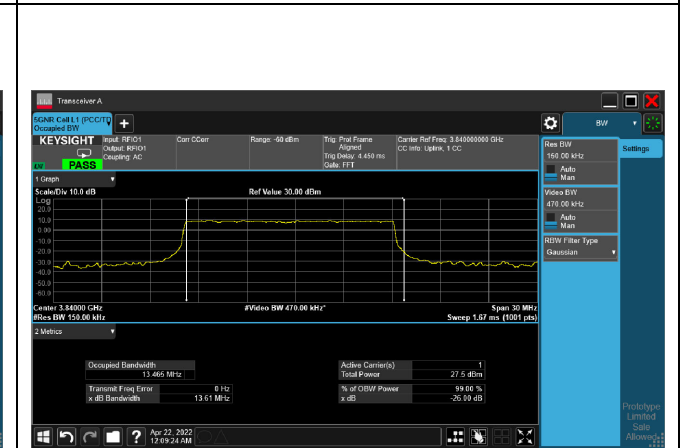 Transceiver A
5GNR Cell L1 (PCC/TD
Occupied BW
BW
KEYSIGHT
PASS
Input: RFIO1
Output: RFIO1
Coupling: AC
Corr CCorr
Range: -60 dBm
Trig: Prot Frame
Aligned
Trig Delay: 4.450 ms
Gate: FFT
Carrier Ref Freq: 3.840000000 GHz
CC Info: Uplink, 1 CC
Res BW
150.00 kHz
Auto
Man
Video BW
470.00 kHz
Auto
Man
RBW Filter Type
Gaussian
Settings
1 Graph
Scale/Div 10.0 dB
Ref Value 30.00 dBm
Log
20.0
10.0
0.00
-10.0
-20.0
-30.0
-40.0
-50.0
-60.0
Center 3.84000 GHz
#Video BW 470.00 kHz*
Span 30 MHz
#Res BW 150.00 kHz
Sweep 1.67 ms (1001 pts)
2 Metrics
Occupied Bandwidth
13.465 MHz
Active Carrier(s) 1
Total Power 27.5 dBm
Transmit Freq Error 0 Hz
x dB Bandwidth 13.61 MHz
% of OBW Power 99.00 %
x dB -26.00 dB
Prototype
Limited
Sale
Allowed
Apr 22, 2022
12:09:24 AM